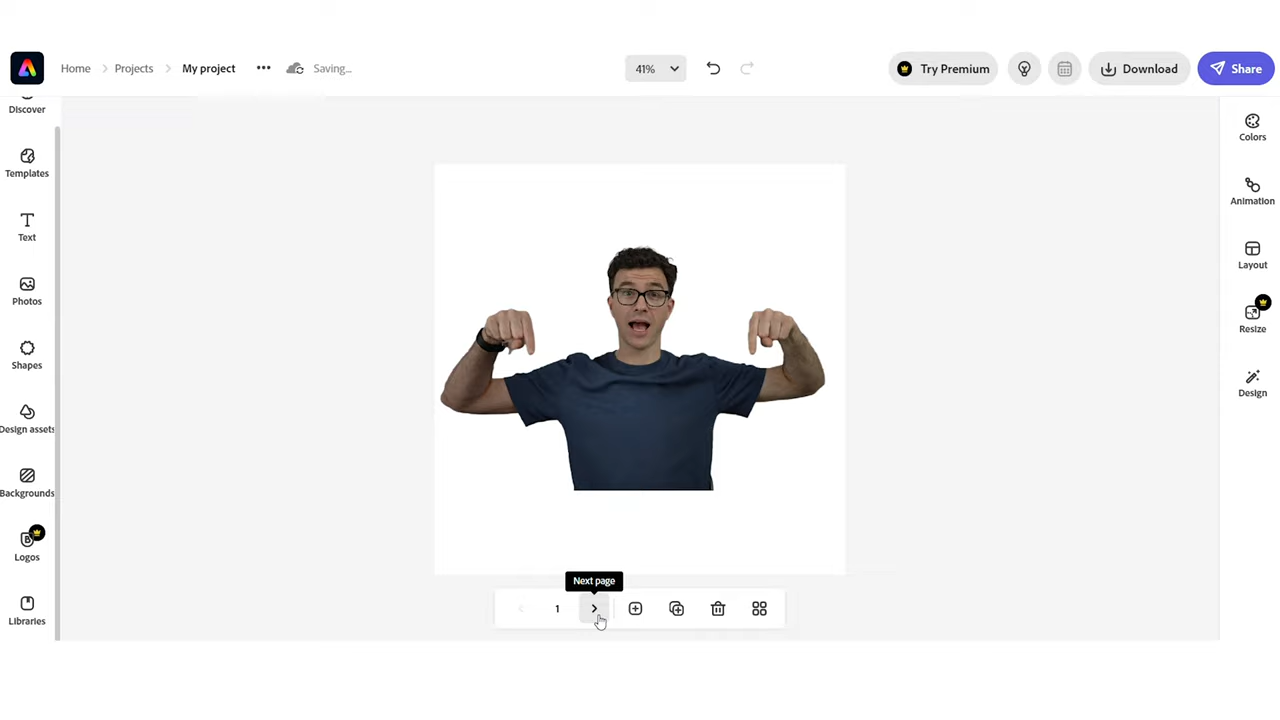 Home
Projects
My project
•••
Saving...
41%
Try Premium
Download
Share
Discover
Templates
Text
Photos
Shapes
Design assets
Backgrounds
Logos
Libraries
Colors
Animation
Layout
Resize
Design
Next page
1